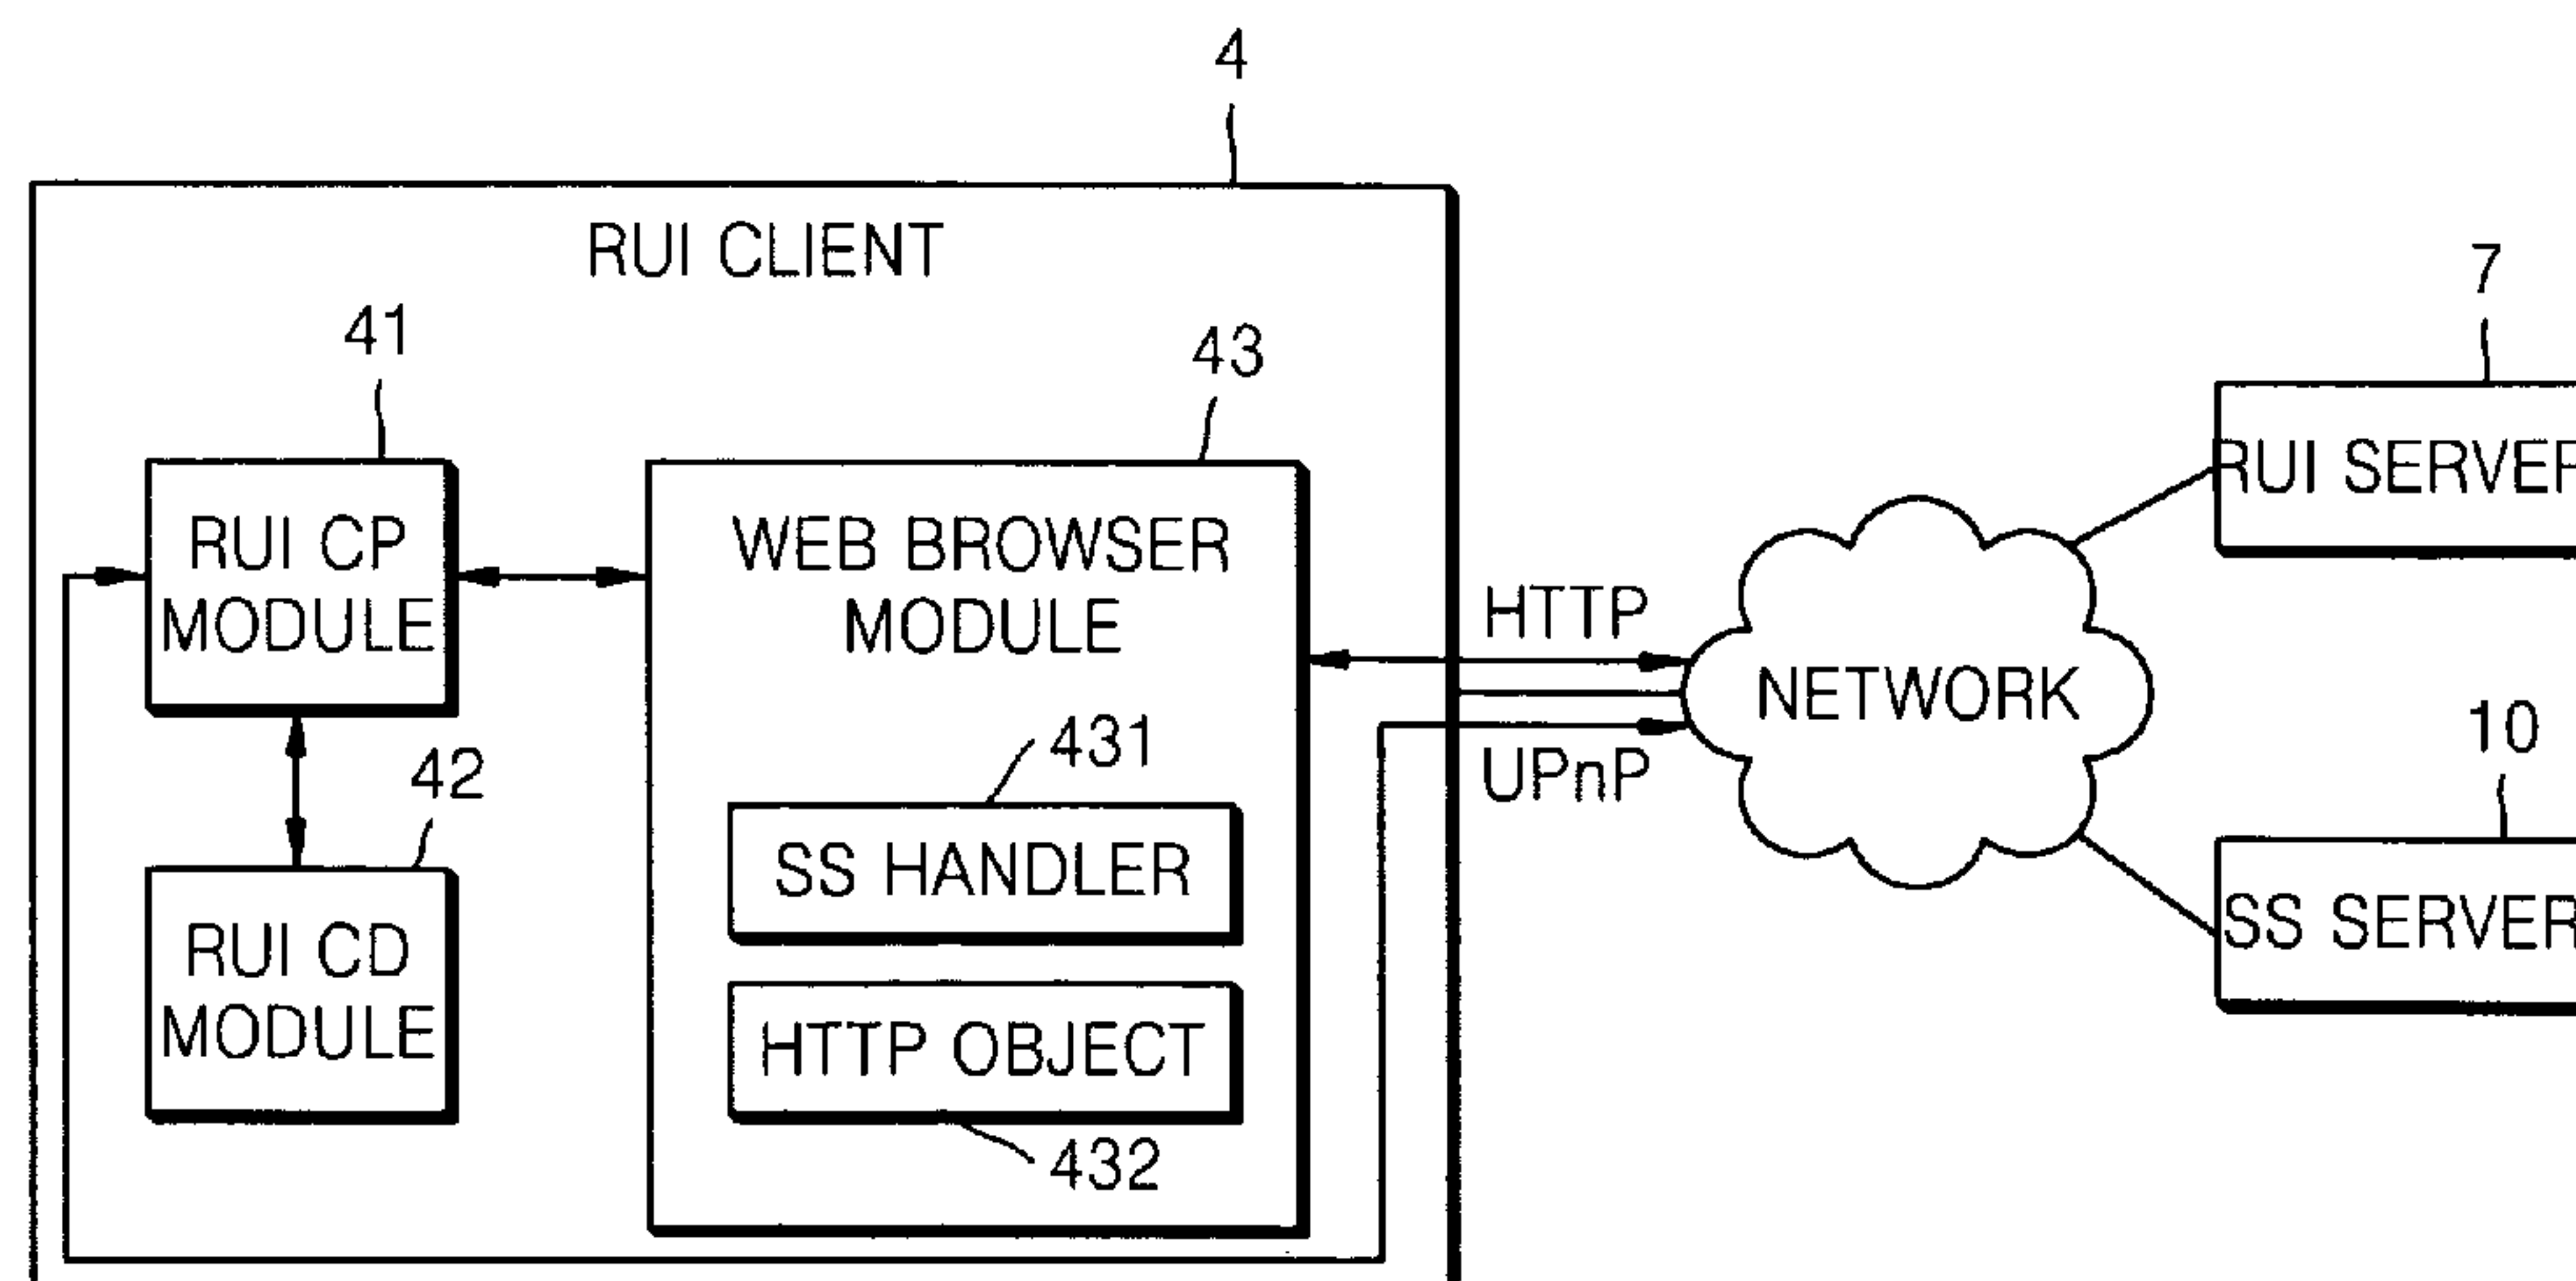 4
RUI CLIENT
7
41
43
RUI SERVER
RUI CP
MODULE
WEB BROWSER
MODULE
HTTP
NETWORK
UPnP
10
42
431
SS HANDLER
SS SERVER
RUI CD
MODULE
HTTP OBJECT
432